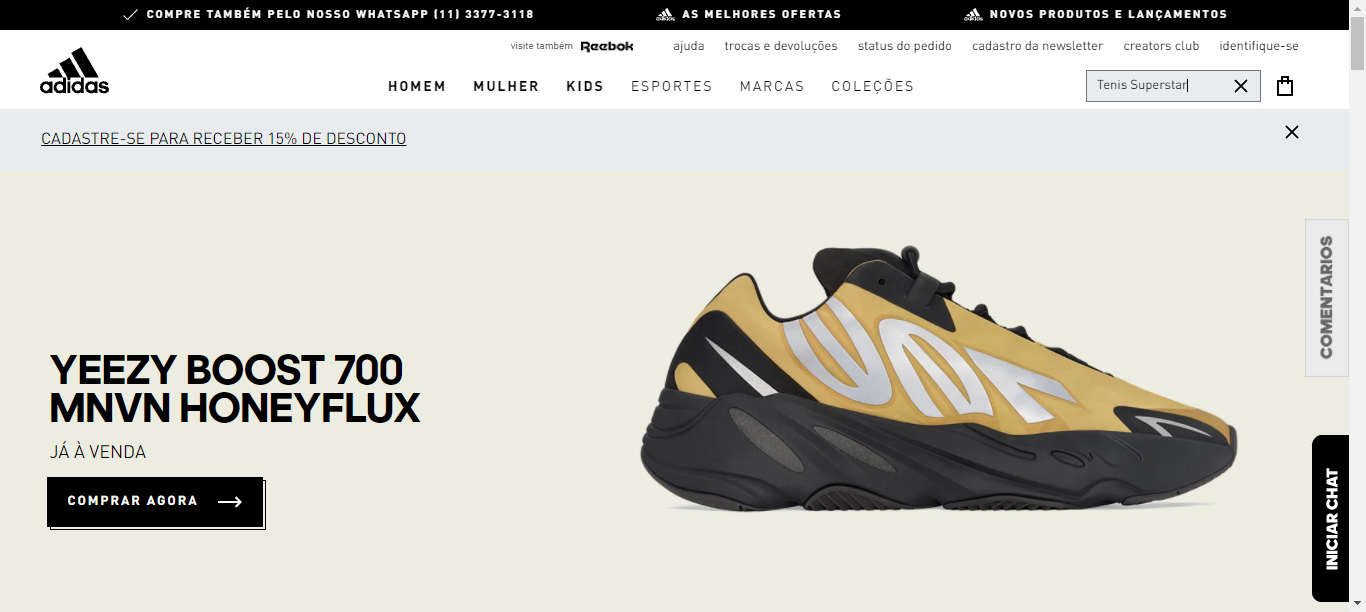 COMPRE TAMBÉM PELO NOSSO WHATSAPP (11) 3377-3118
AS MELHORES OFERTAS
NOVOS PRODUTOS E LANÇAMENTOS
visite também Reebok
ajuda
trocas e devoluções
status do pedido
cadastro da newsletter
creators club
identifique-se
adidas
HOMEM
MULHER
KIDS
ESPORTES
MARCAS
COLEÇÕES
Tenis Superstar
CADASTRE-SE PARA RECEBER 15% DE DESCONTO
YEEZY BOOST 700
MNVN HONEYFLUX
JÁ À VENDA
COMPRAR AGORA
COMENTARIOS
INICIAR CHAT